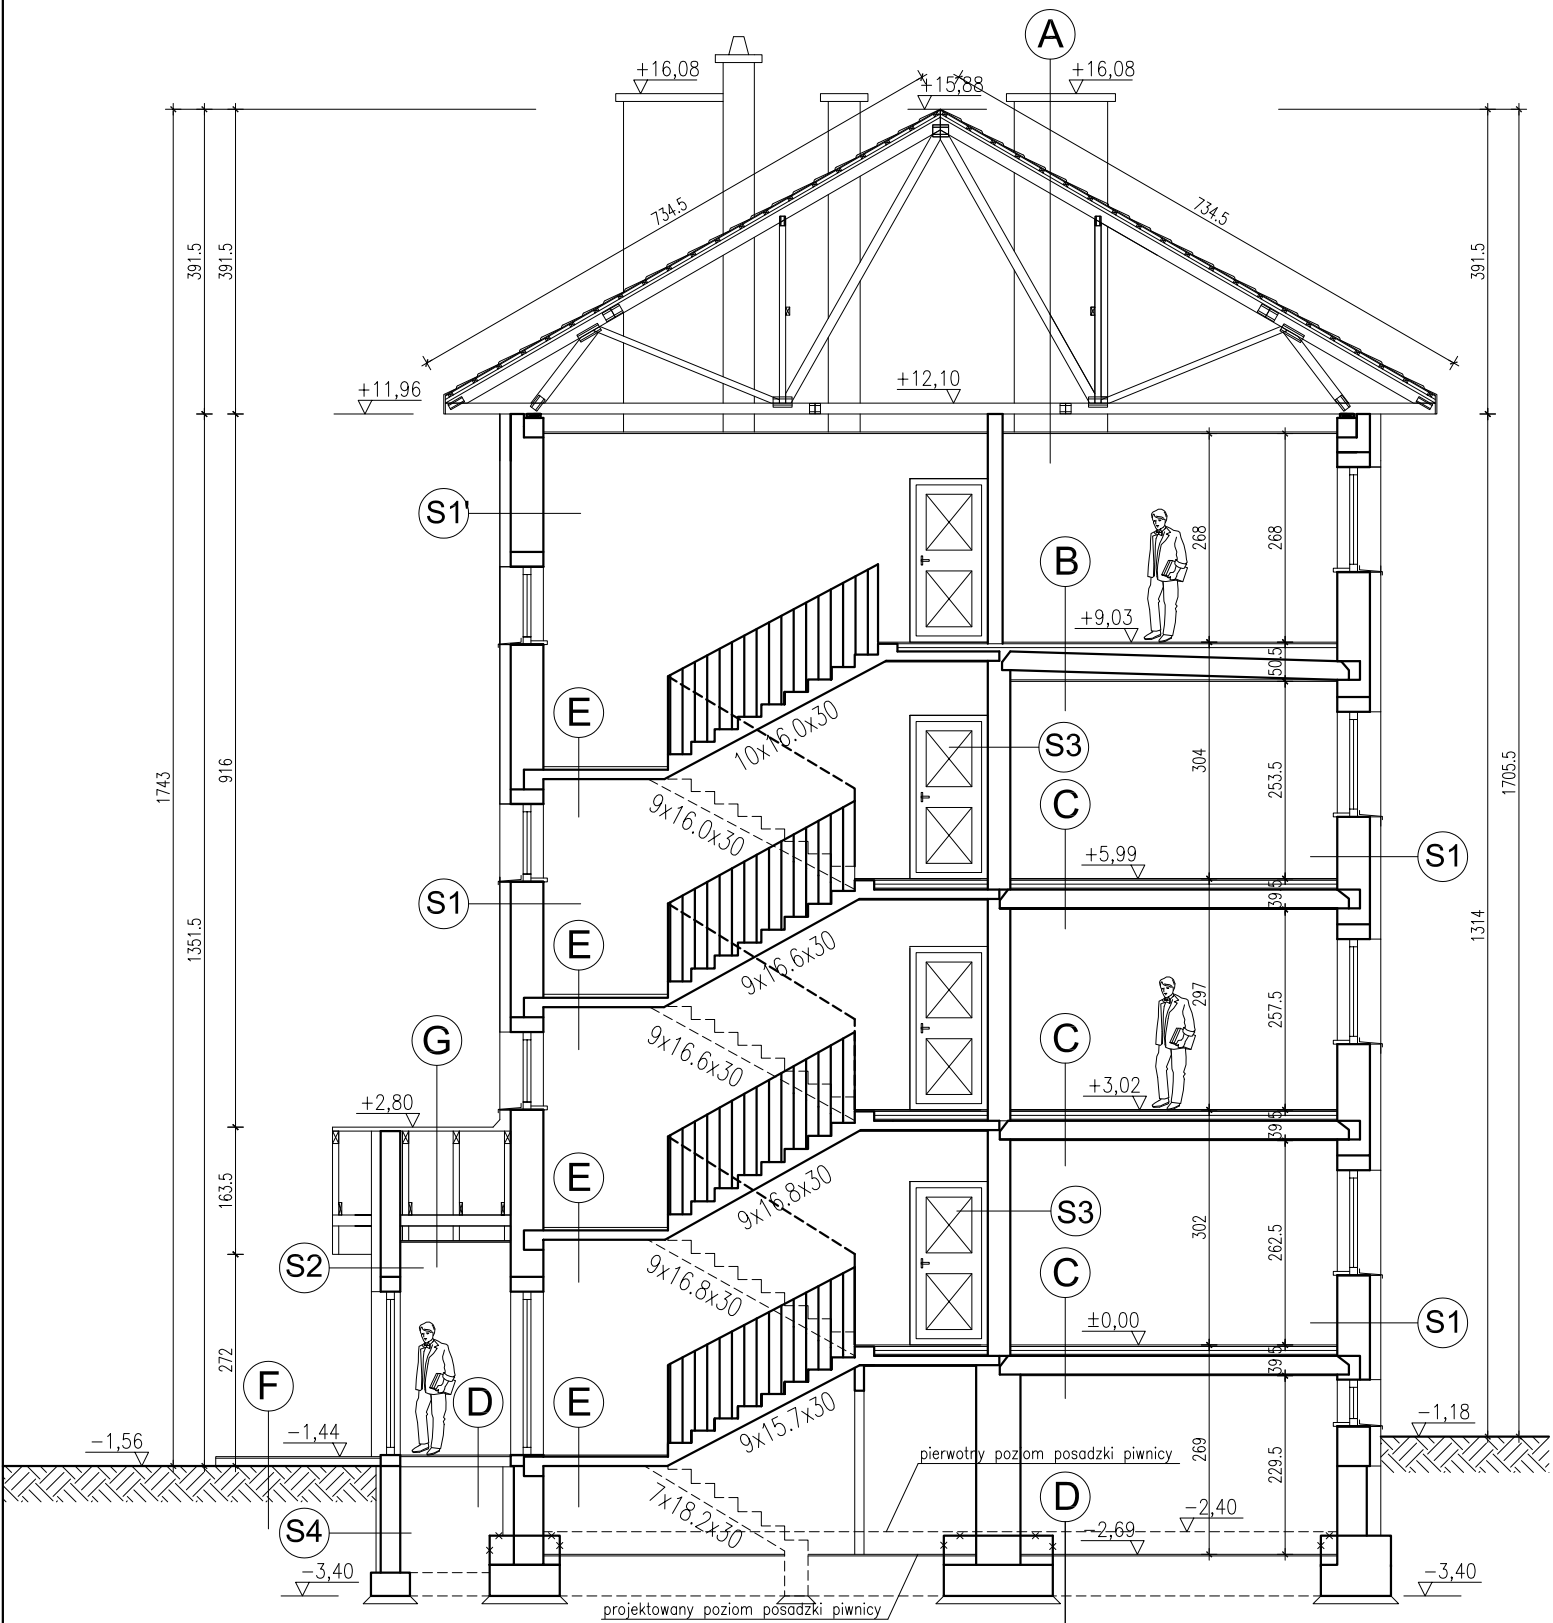 A
+16,08
+15,88
+16,08
734.5
734.5
391.5
391.5
391.5
+11,96
+12,10
S1'
268
268
B
+9,03
50.5
E
10x16.0x30
S3
304
253.5
1743
916
1705.5
9x16.0x30
C
+5,99
S1
S1
39.5
1351.5
1314
E
9x16.6x30
297
257.5
G
9x16.6x30
C
+2,80
+3,02
39.5
163.5
E
9x16.8x30
S3
302
262.5
S2
9x16.8x30
C
±0,00
S1
272
39.5
F
D
E
9x15.7x30
-1,18
-1,56
-1,44
pierwotny poziom posadzki piwnicy
269
229.5
7x18.2x30
D
-2,40
S4
-2,69
-3,40
-3,40
projektowany poziom posadzki piwnicy